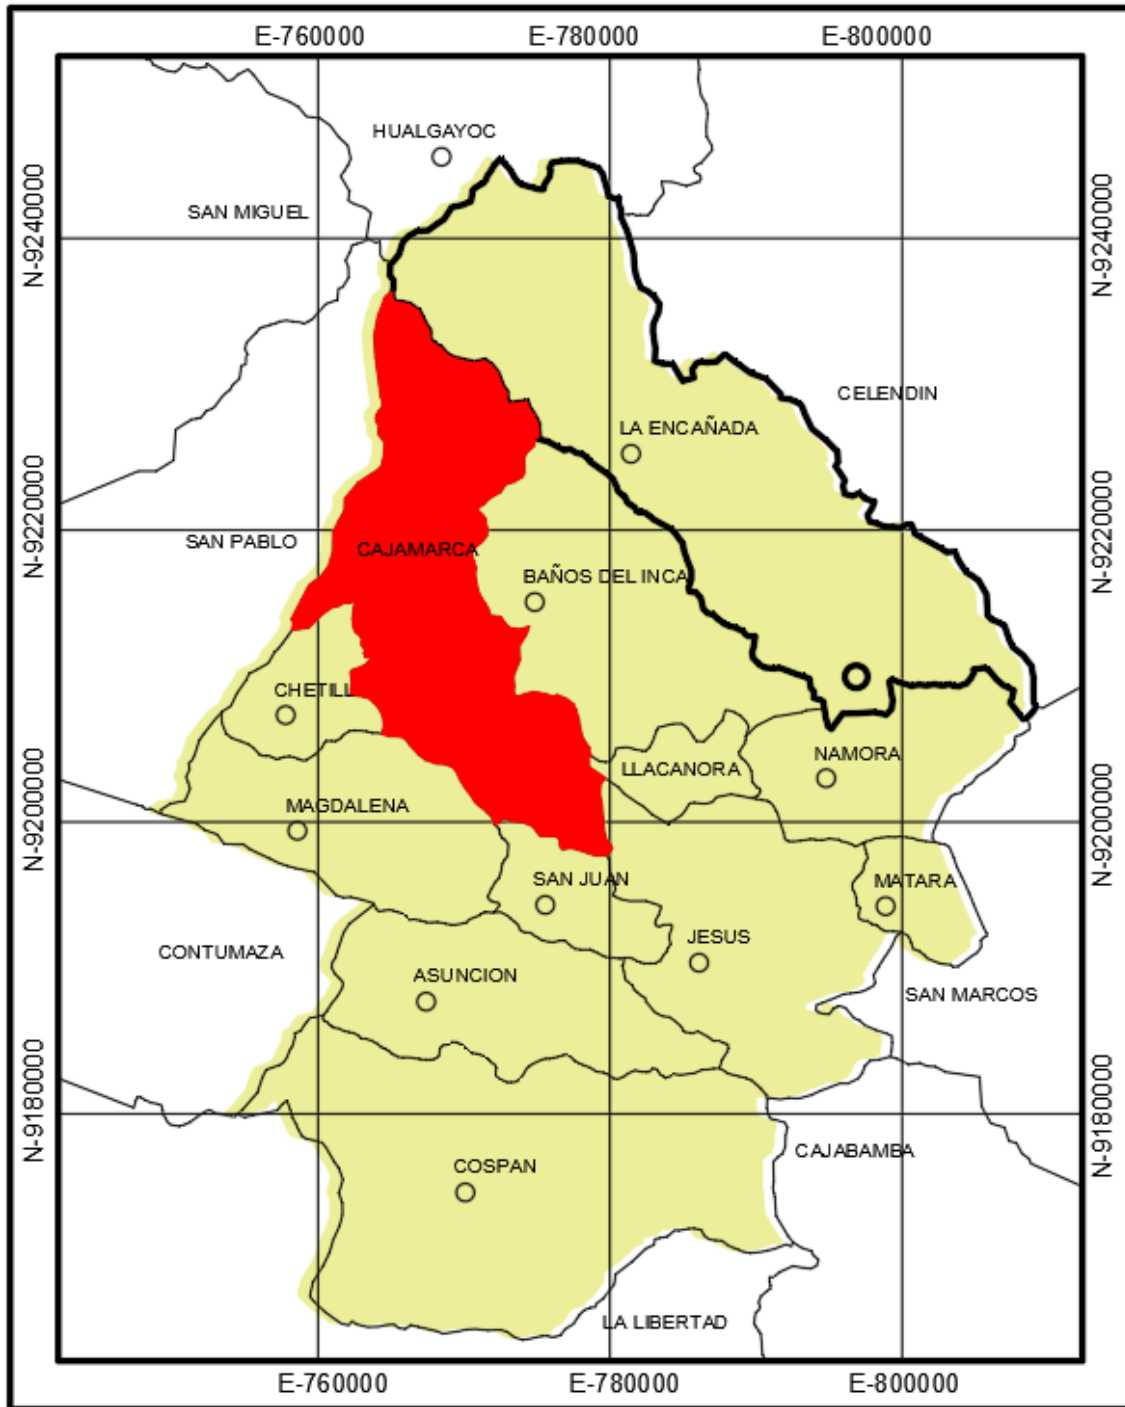 E-760000
E-780000
E-800000
HUALGAYOC
SAN MIGUEL
N-9240000
N-9240000
CELENDIN
LA ENCAÑADA
N-9220000
N-9220000
SAN PABLO
CAJAMARCA
BAÑOS DEL INCA
CHETILL
NAMORA
LLACANORA
MAGDALENA
N-9200000
N-9200000
SAN JUAN
MATARA
JESUS
CONTUMAZA
ASUNCION
SAN MARCOS
N-9180000
N-9180000
CAJABAMBA
COSPAN
LA LIBERTAD
E-760000
E-780000
E-800000